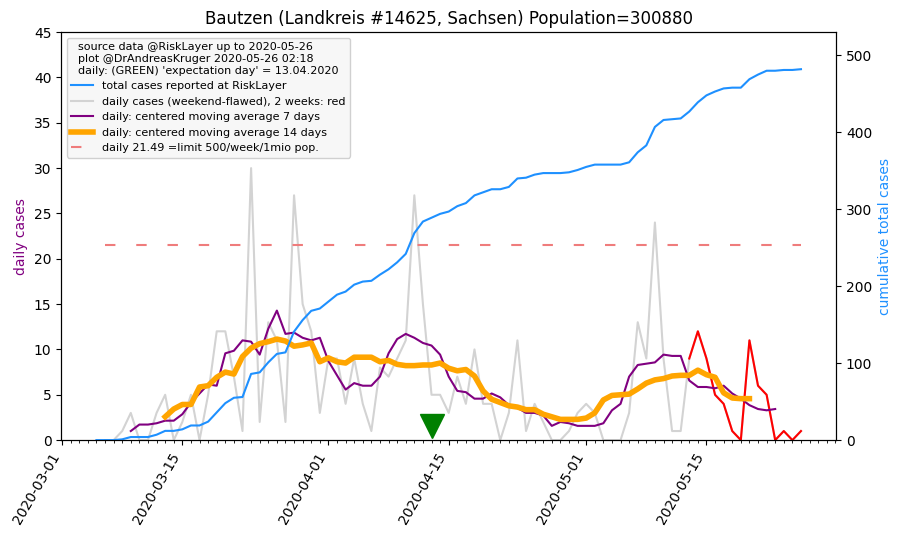 Bautzen (Landkreis #14625, Sachsen) Population=300880
source data @RiskLayer up to 2020-05-26
plot @DrAndreasKruger 2020-05-26 02:18
daily: (GREEN) 'expectation day' = 13.04.2020
total cases reported at RiskLayer
daily cases (weekend-flawed), 2 weeks: red
daily: centered moving average 7 days
daily: centered moving average 14 days
daily 21.49 =limit 500/week/1mio pop.
daily cases
45
40
35
30
25
20
15
10
5
0
cumulative total cases
500
400
300
200
100
0
2020-03-01
2020-03-15
2020-04-01
2020-04-15
2020-05-01
2020-05-15